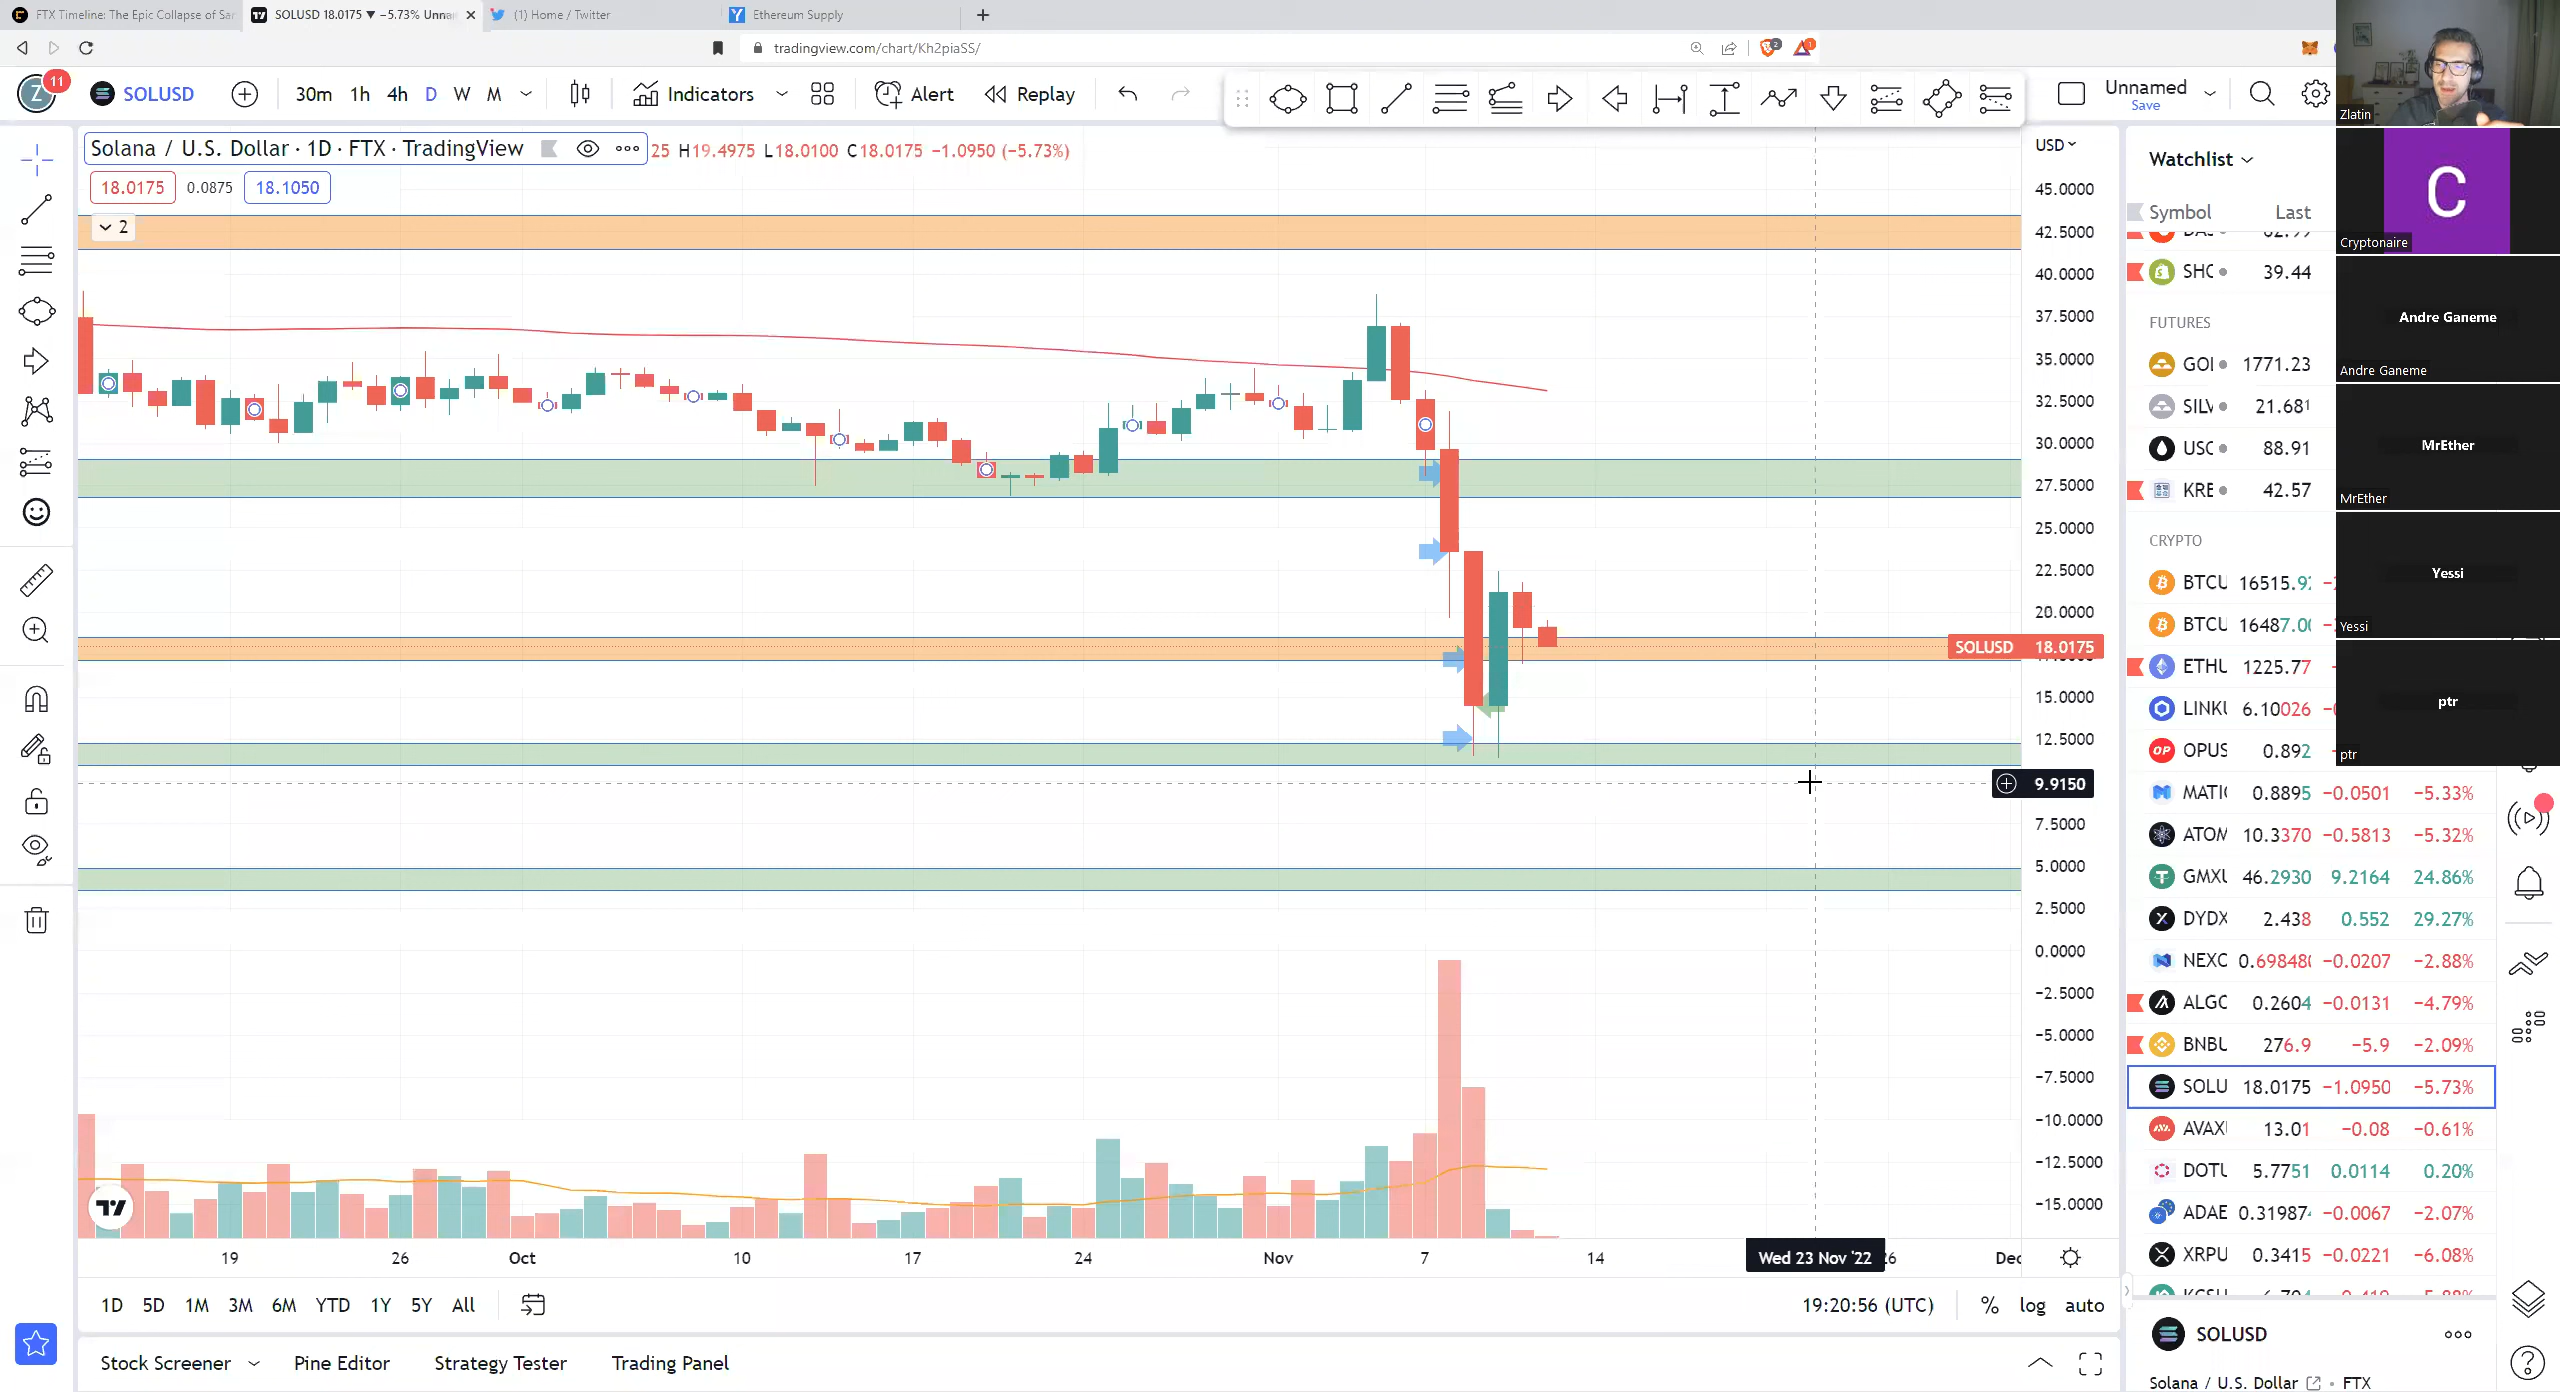 FTX Timeline: The Epic Collapse of Sar
SOLUSD 18.0175 ▼ −5.73% Unna
(1) Home / Twitter
Ethereum Supply
tradingview.com/chart/Kh2piaSS/
2
1
Z
11
SOLUSD
30m 1h 4h D W M
Indicators
Alert
Replay
Unnamed
Save
Solana / U.S. Dollar · 1D · FTX · TradingView
25 H19.4975 L18.0100 C18.0175 −1.0950 (−5.73%)
18.0175 0.0875 18.1050
2
USD
45.0000
42.5000
40.0000
37.5000
35.0000
32.5000
30.0000
27.5000
25.0000
22.5000
20.0000
SOLUSD 18.0175
15.0000
12.5000
9.9150
7.5000
5.0000
2.5000
0.0000
−2.5000
−5.0000
−7.5000
−10.0000
−12.5000
−15.0000
19 26 Oct 10 17 24 Nov 7 14 Wed 23 Nov '22 26 Dec
1D 5D 1M 3M 6M YTD 1Y 5Y All
19:20:56 (UTC) % log auto
Stock Screener Pine Editor Strategy Tester Trading Panel
Watchlist
Symbol Last
SHC 39.44
FUTURES
GOI 1771.23
SILV 21.681
USC 88.91
KRE 42.57
CRYPTO
BTCU 16515.92
BTCU 16487.00
ETHU 1225.77
LINKU 6.10026
OPUS 0.892
MATIC 0.8895 −0.0501 −5.33%
ATOM 10.3370 −0.5813 −5.32%
GMXU 46.2930 9.2164 24.86%
DYDX 2.438 0.552 29.27%
NEXC 0.698480 −0.0207 −2.88%
ALGC 0.2604 −0.0131 −4.79%
BNBU 276.9 −5.9 −2.09%
SOLU 18.0175 −1.0950 −5.73%
AVAX 13.01 −0.08 −0.61%
DOTU 5.7751 0.0114 0.20%
ADAE 0.31987 −0.0067 −2.07%
XRPU 0.3415 −0.0221 −6.08%
SOLUSD
Solana / U.S. Dollar • FTX
Zlatin
C
Cryptonaire
Andre Ganeme
Andre Ganeme
MrEther
MrEther
Yessi
Yessi
ptr
ptr